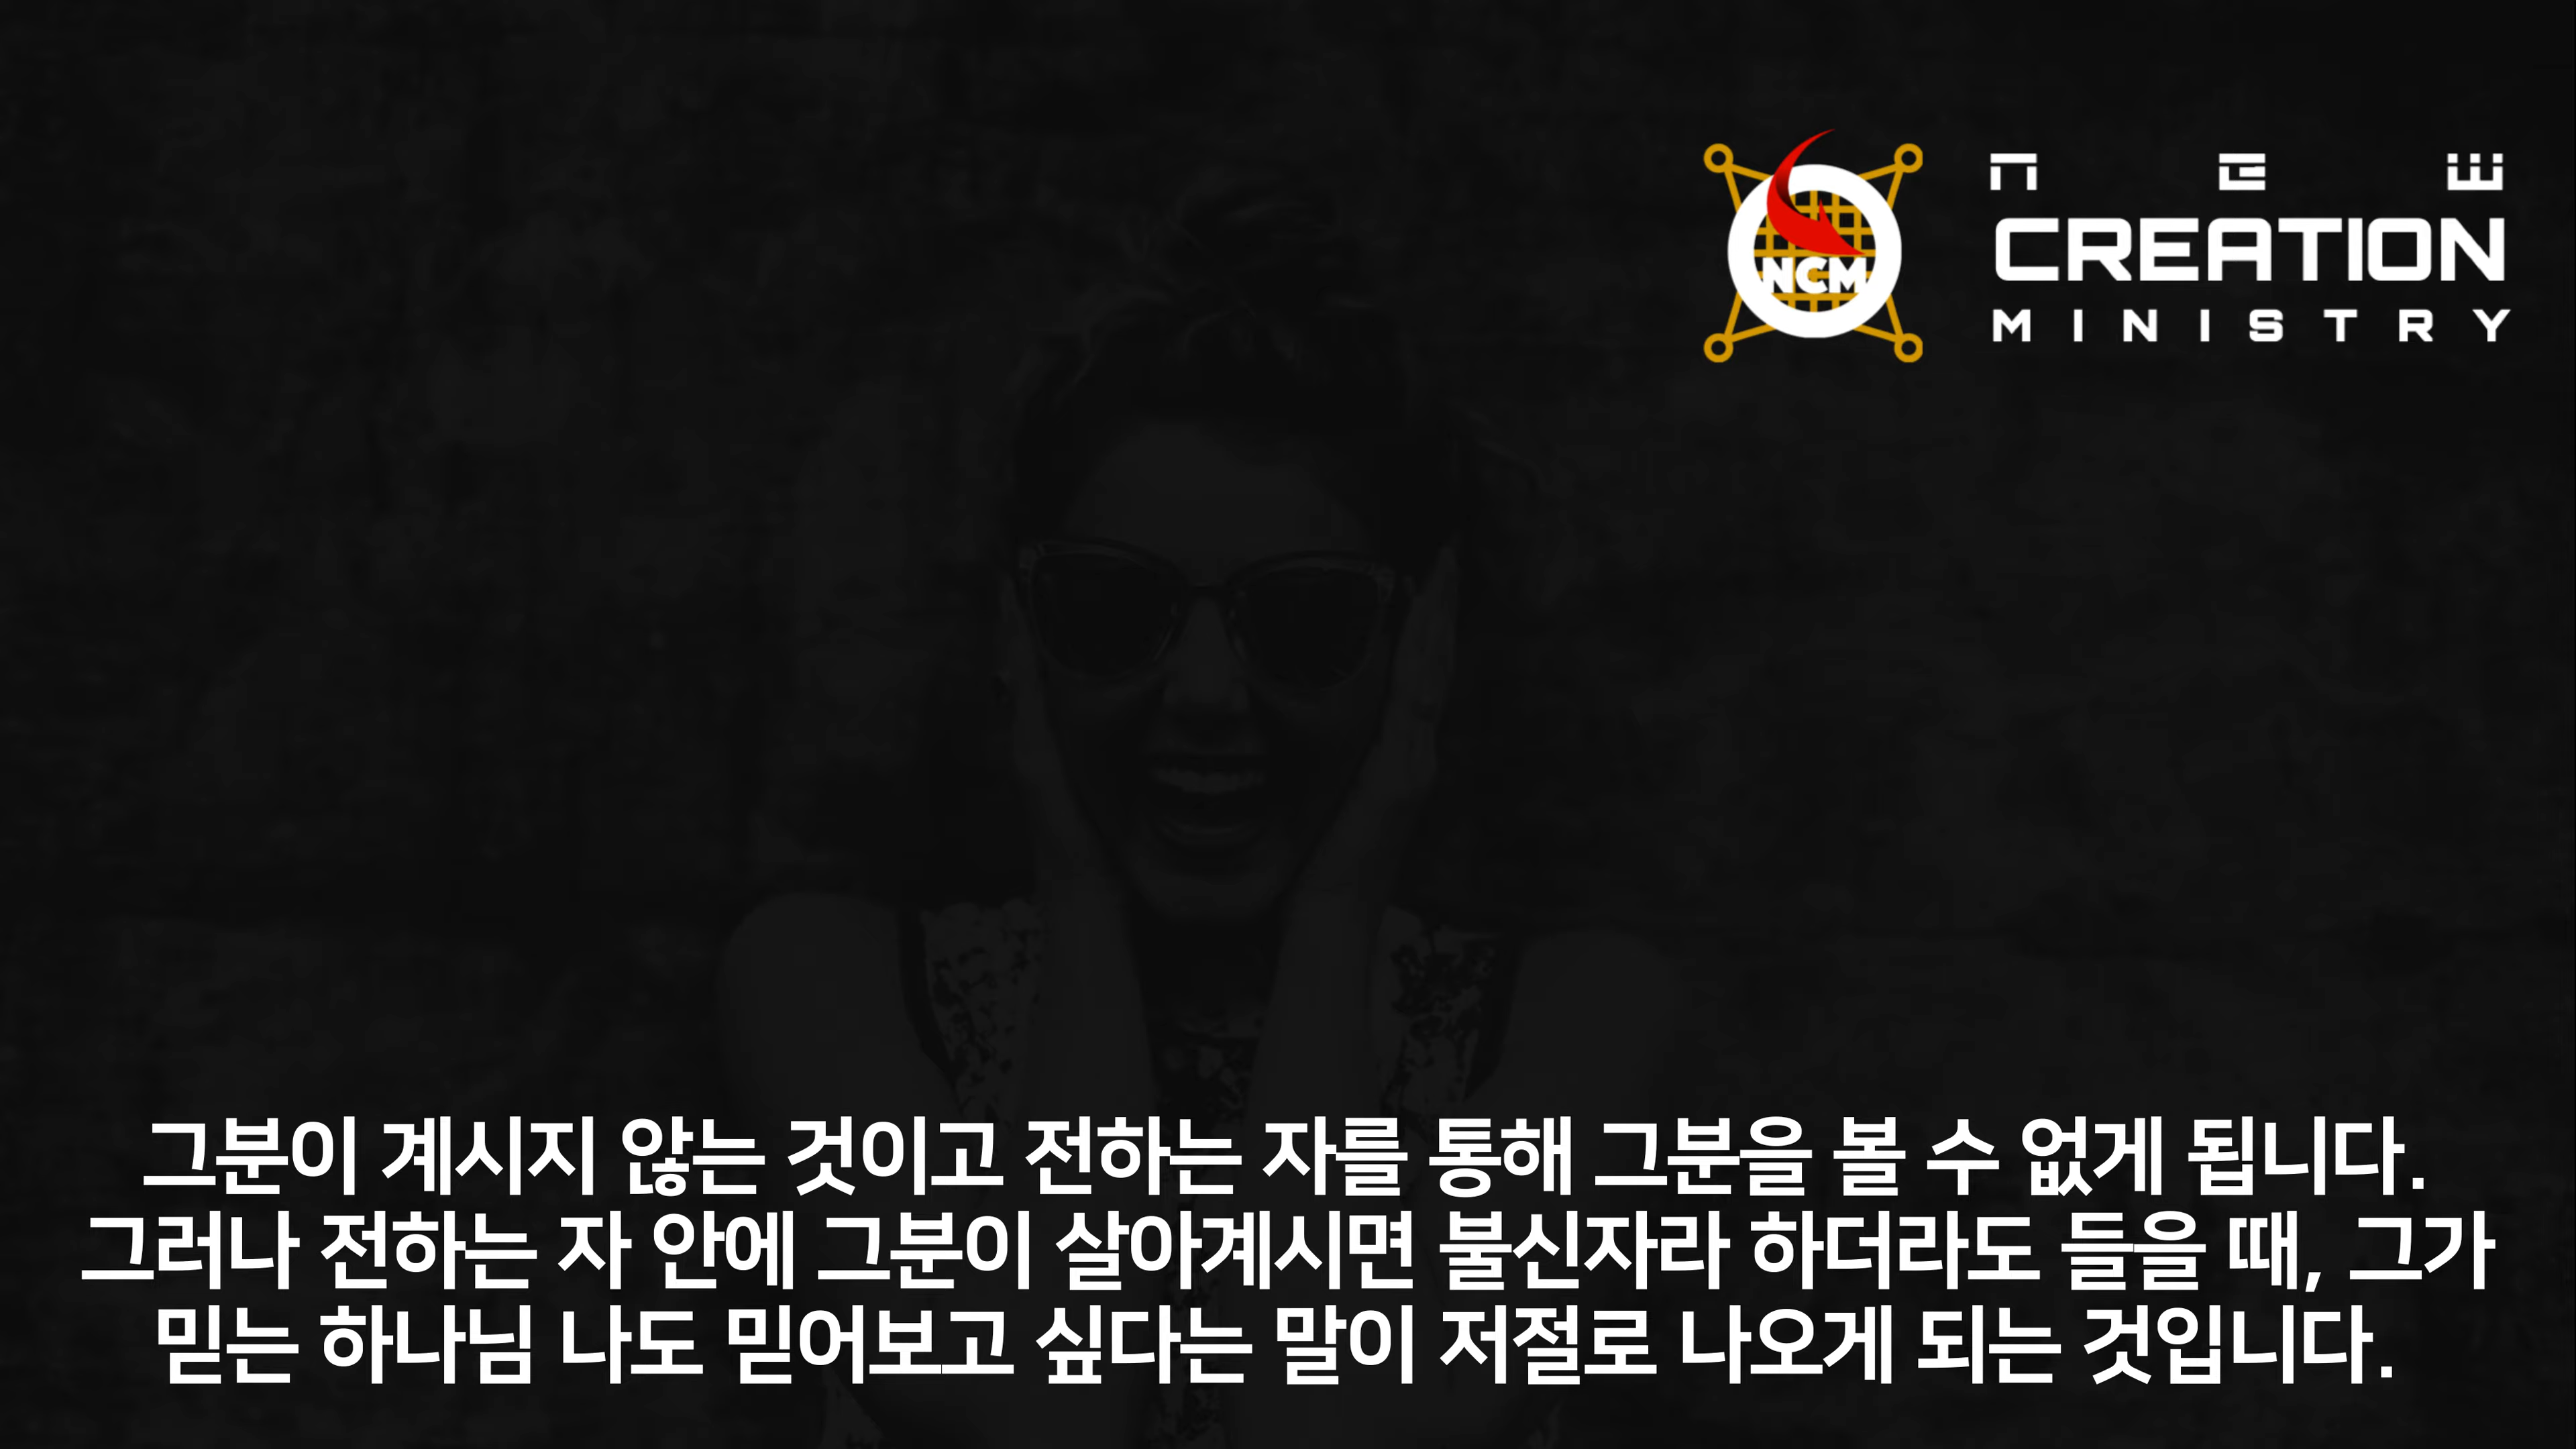 NEW
CREATION
MINISTRY
NCM
그분이 계시지 않는 것이고 전하는 자를 통해 그분을 볼 수 없게 됩니다.
그러나 전하는 자 안에 그분이 살아계시면 불신자라 하더라도 들을 때, 그가
믿는 하나님 나도 믿어보고 싶다는 말이 저절로 나오게 되는 것입니다.